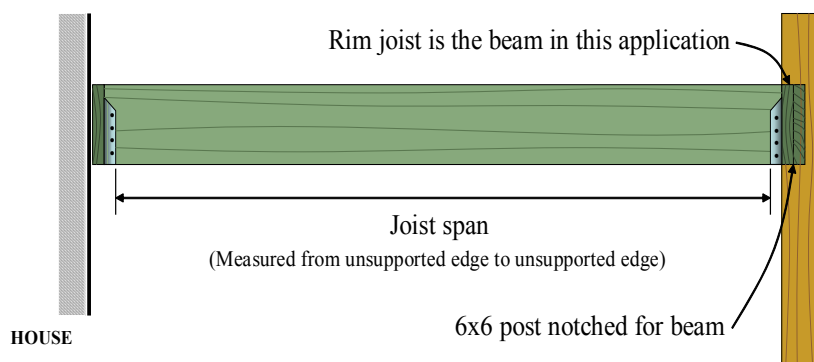 Rim joist is the beam in this application
Joist span
(Measured from unsupported edge to unsupported edge)
6x6 post notched for beam
HOUSE